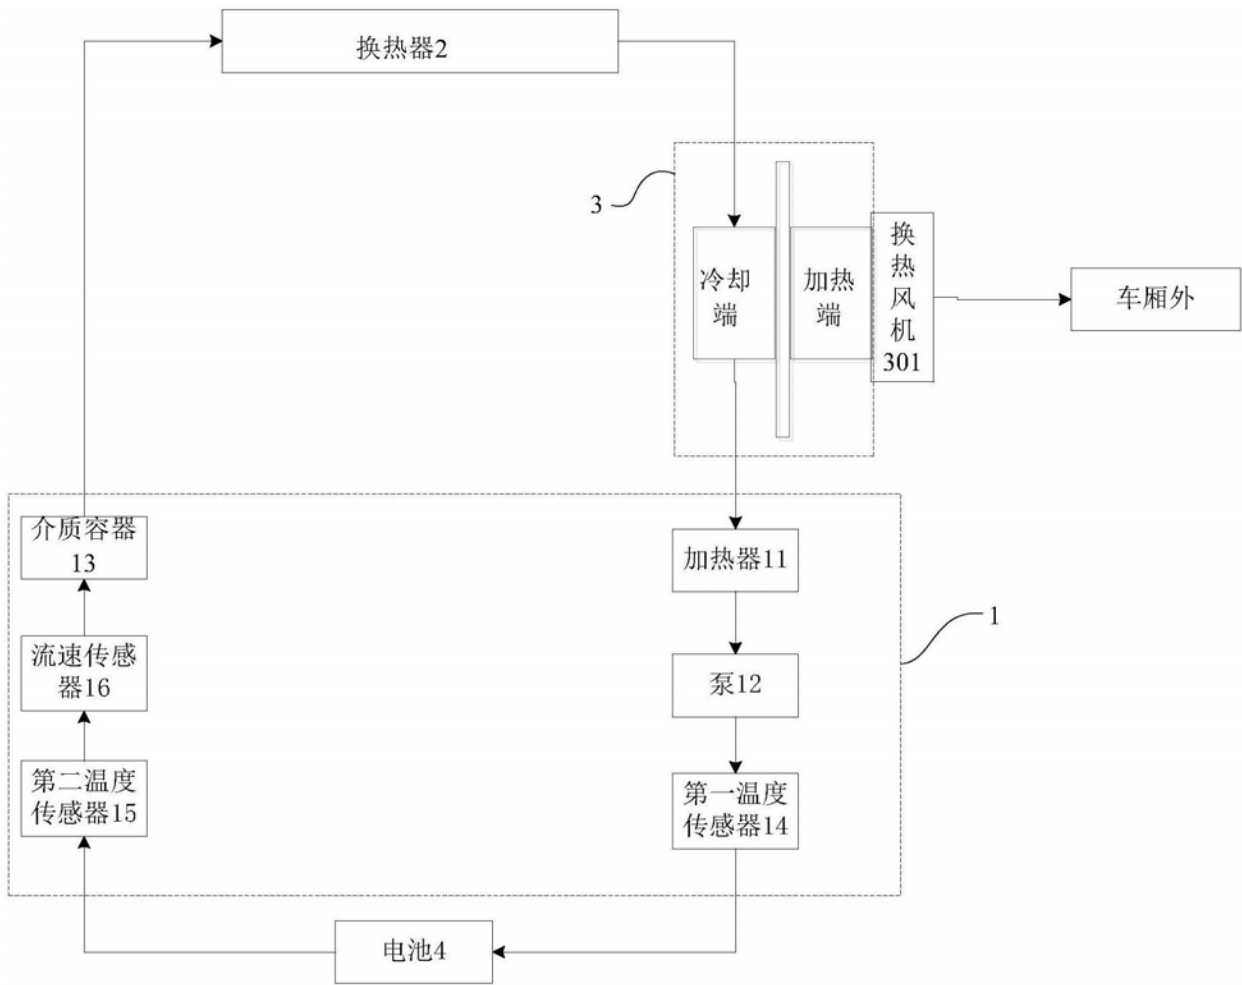 换热器2
3
冷却
端
加热
端
换
热
风
机
301
车厢外
介质容器
13
加热器11
1
流速传感
器16
泵12
第二温度
传感器15
第一温度
传感器14
电池4